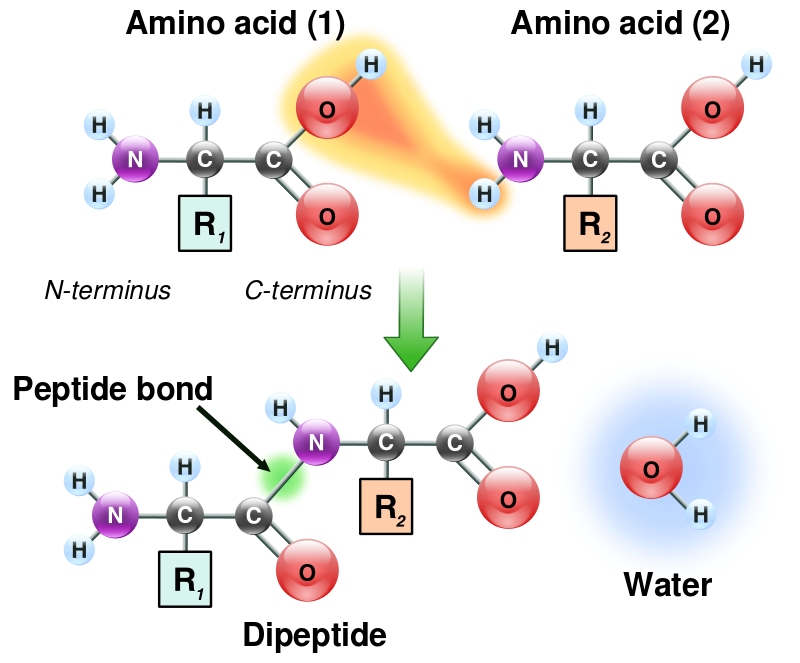 Amino acid (1)
Amino acid (2)
H
H
O
H
H
O
H
N
C
C
H
N
C
C
H
R1
O
H
R2
O
N-terminus
C-terminus
Peptide bond
H
H
H
O
N
C
C
H
O
H
H
H
N
C
C
R2
O
O
H
H
R1
O
Water
Dipeptide